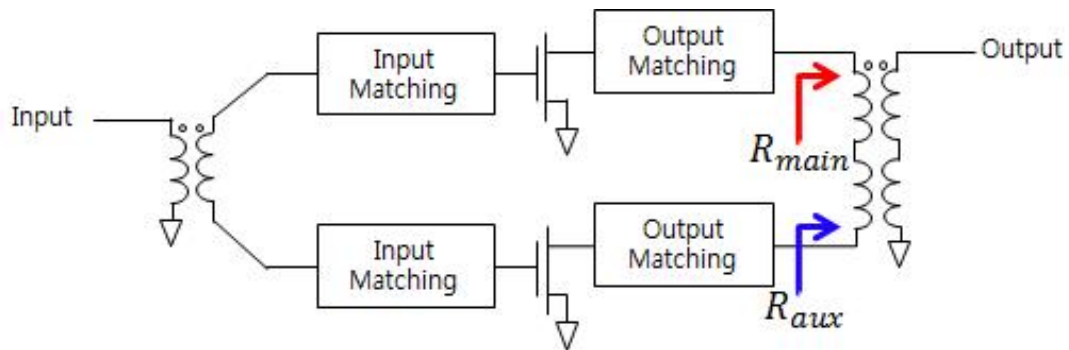 Input
Input
Matching
Output
Matching
Output
R_main
Input
Matching
Output
Matching
R_aux